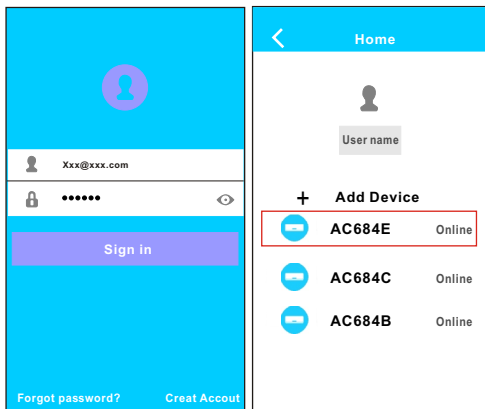 Xxx@xxx.com
••••••
Sign in
Forgot password? Creat Accout
Home
User name
+ Add Device
AC684E Online
AC684C Online
AC684B Online